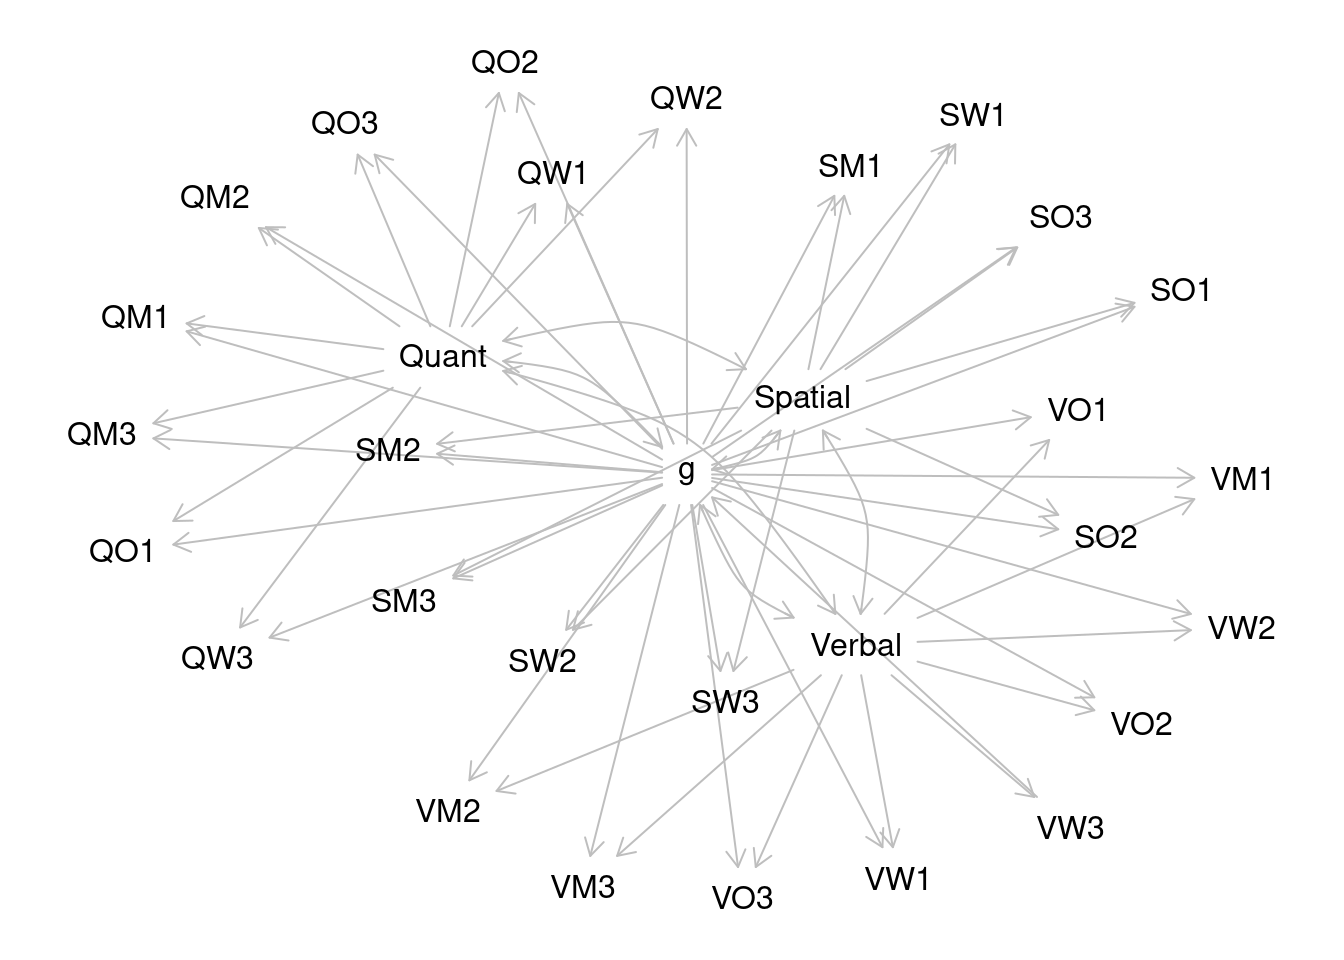 QO2
QW2
SW1
QO3
SM1
QW1
QM2
SO3
SO1
QM1
Quant
Spatial
VO1
QM3
SM2
g
VM1
SO2
QO1
SM3
VW2
Verbal
QW3
SW2
SW3
VO2
VM2
VW3
VW1
VM3
VO3